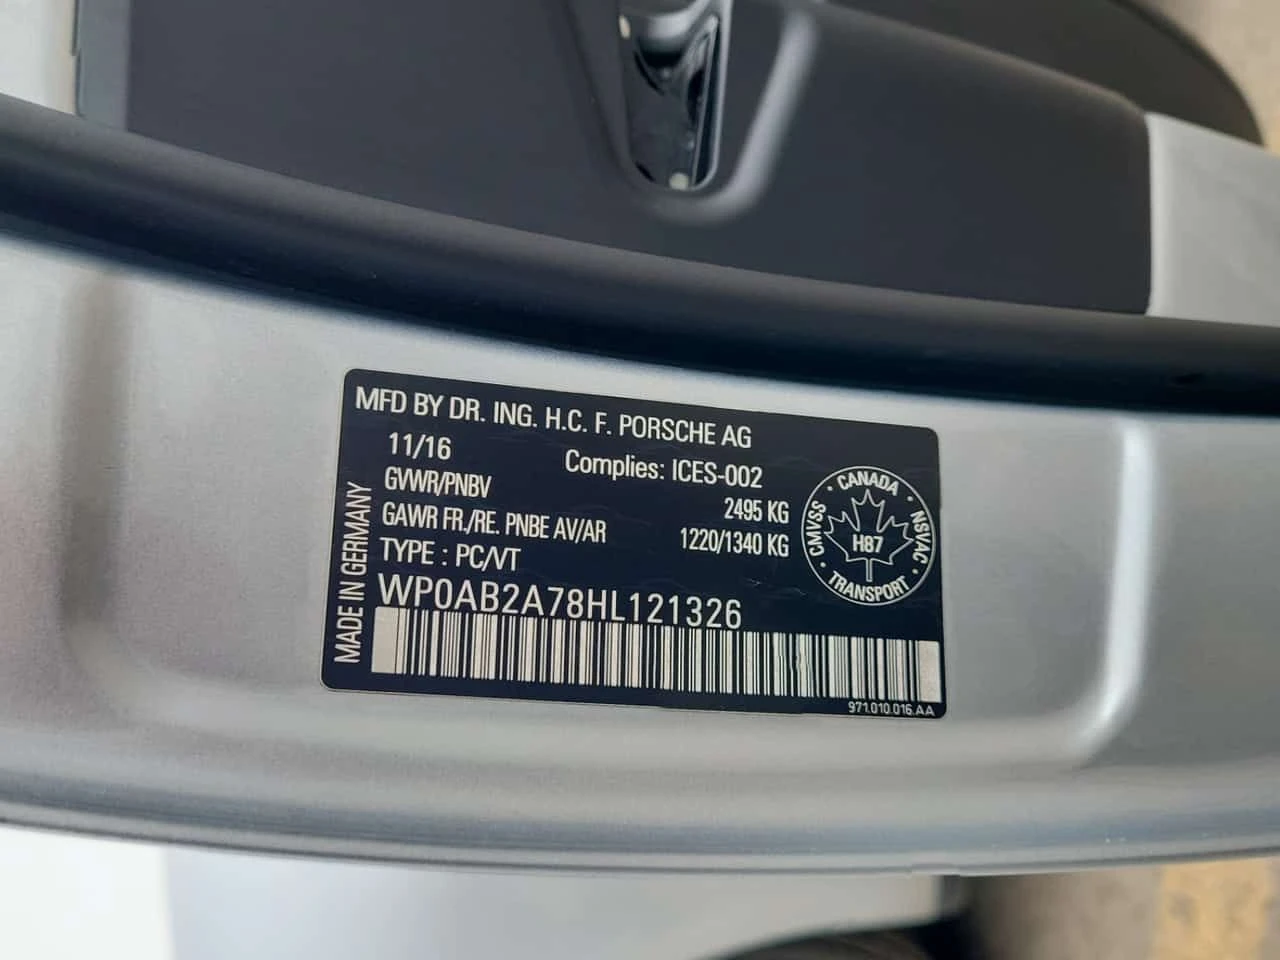 MFD BY DR. ING. H.C. F. PORSCHE AG
11/16
Complies: ICES-002
GVWR/PNBV 2495 KG
GAWR FR./RE. PNBE AV/AR 1220/1340 KG
TYPE : PC/VT
WP0AB2A78HL121326
MADE IN GERMANY
CANADA
CMVSS
NSVAC
H87
TRANSPORT
971.010.016.AA